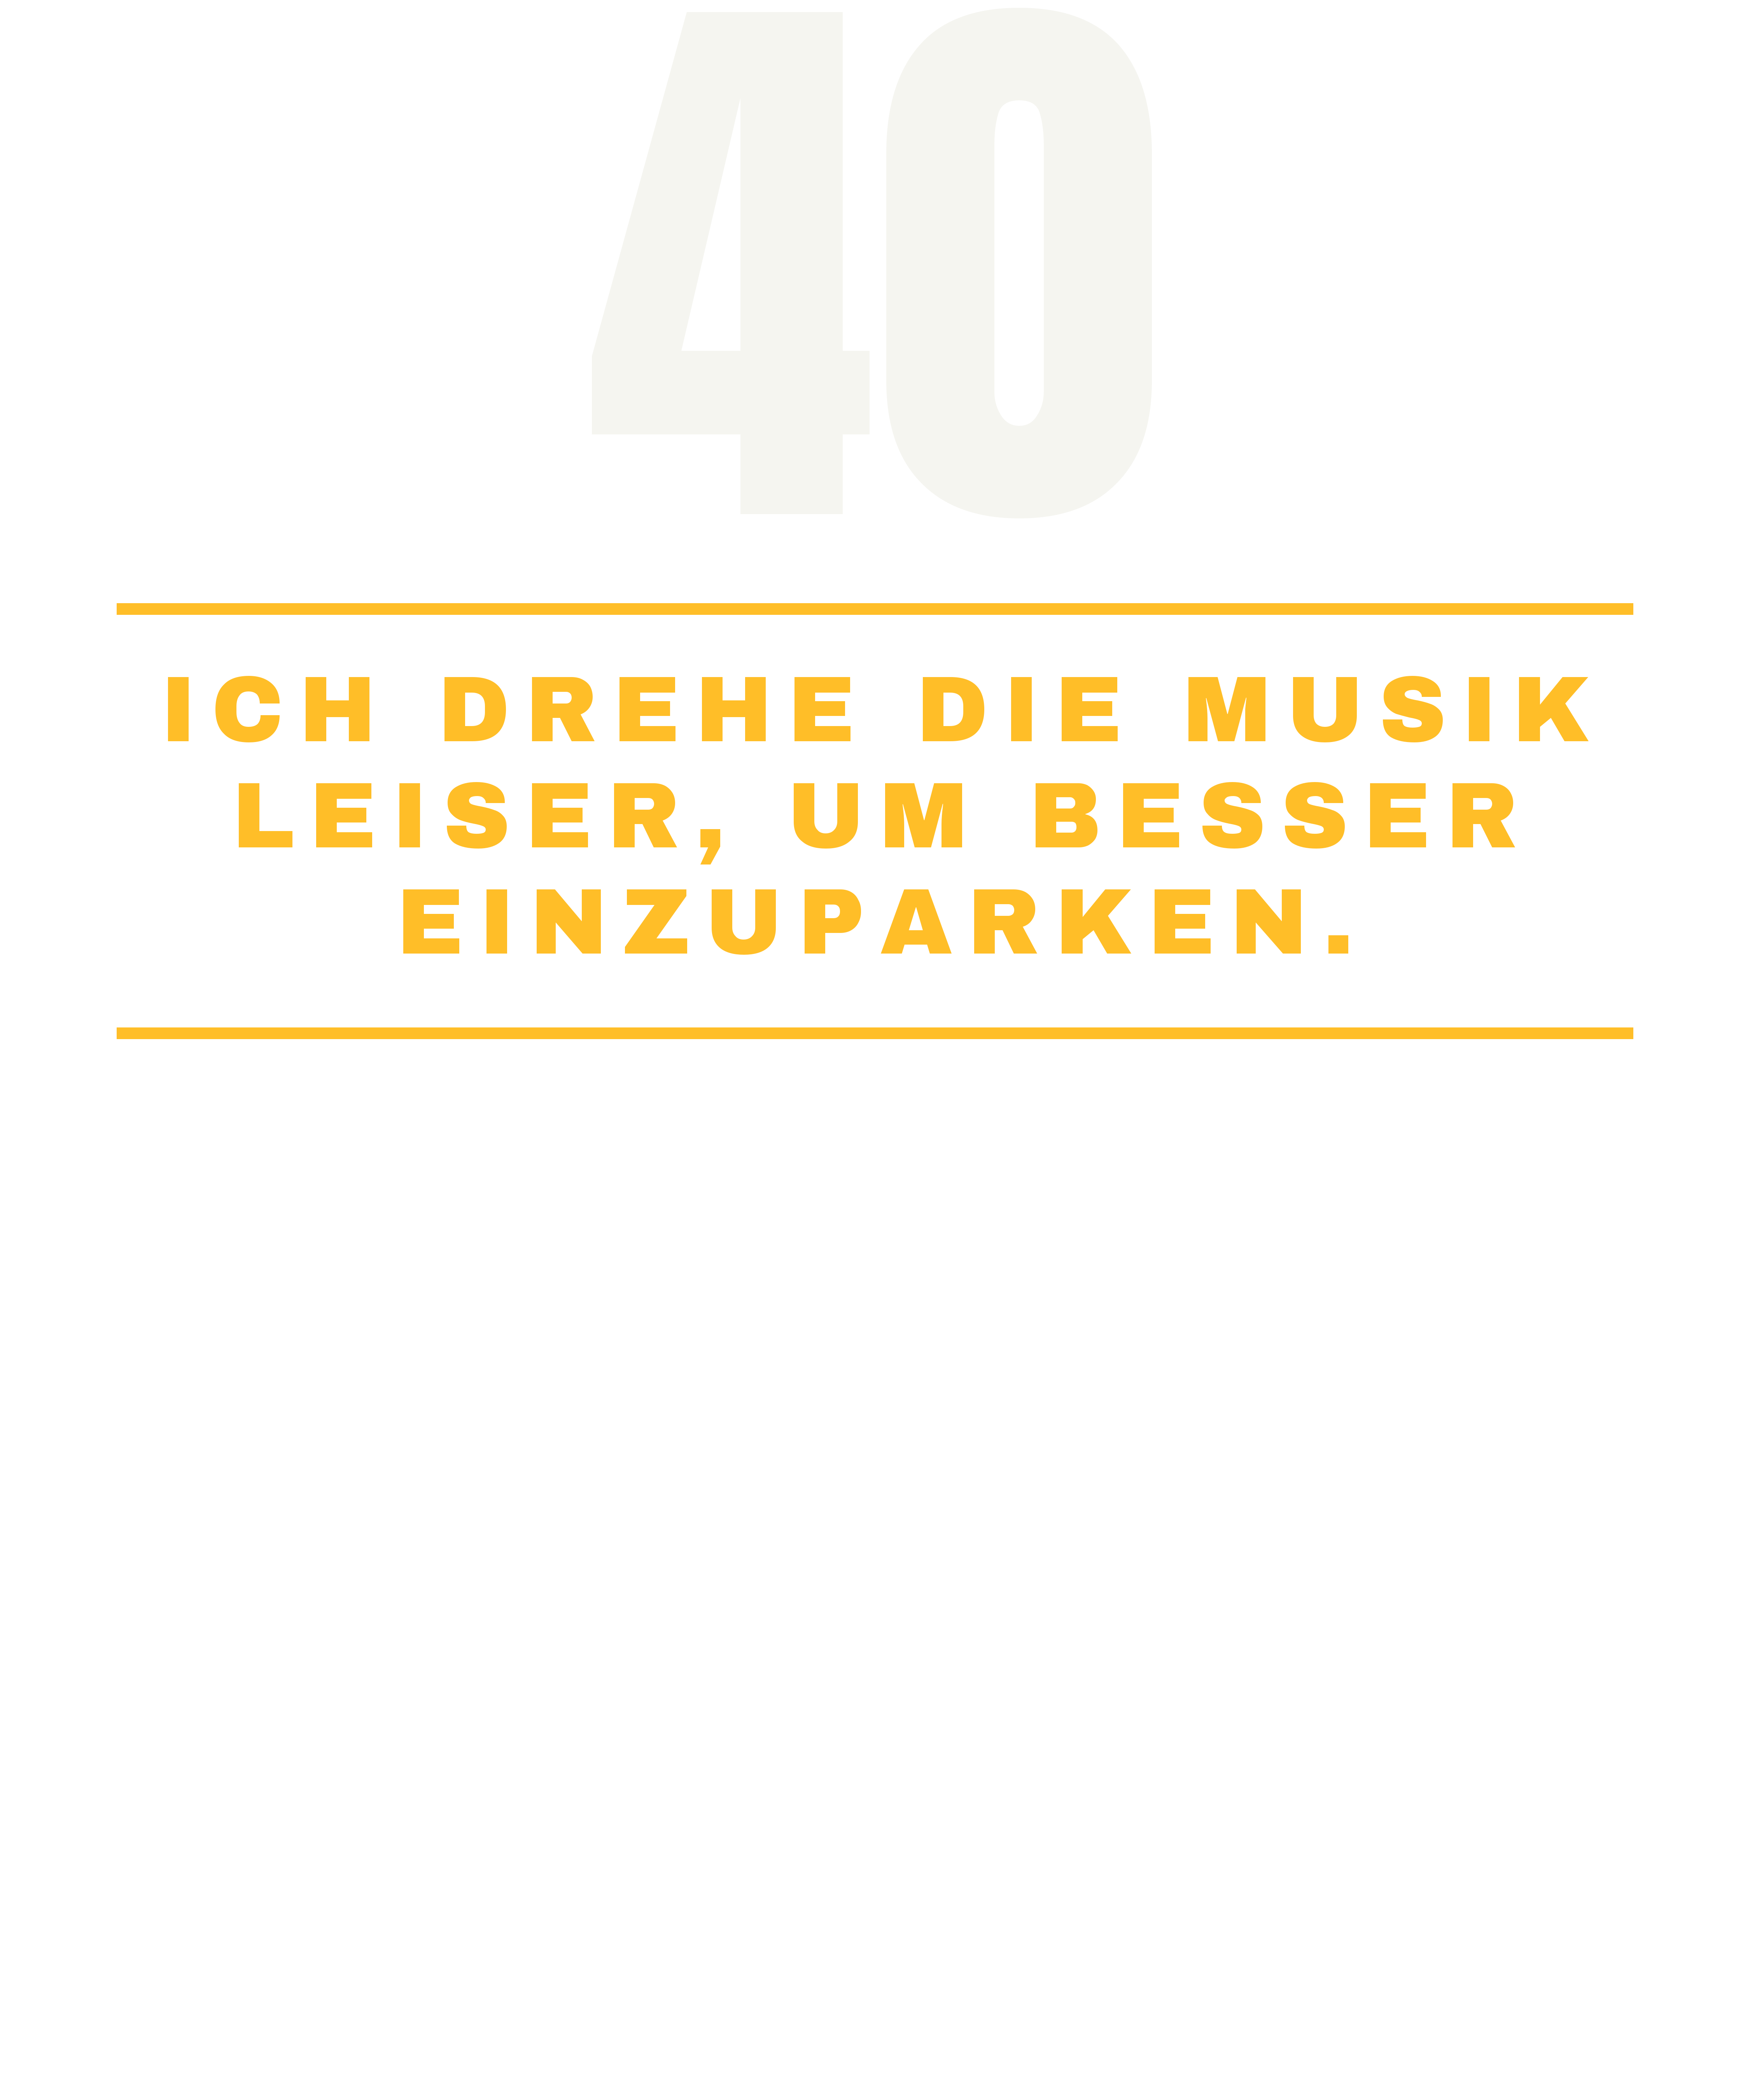 40
ICH DREHE DIE MUSIK
LEISER, UM BESSER
EINZUPARKEN.